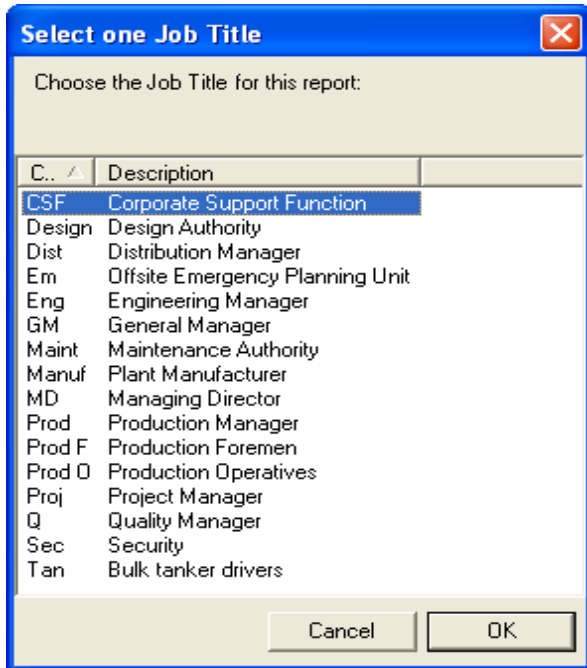 Select one Job Title
Choose the Job Title for this report:
C.. Description
CSF Corporate Support Function
Design Design Authority
Dist Distribution Manager
Em Offsite Emergency Planning Unit
Eng Engineering Manager
GM General Manager
Maint Maintenance Authority
Manuf Plant Manufacturer
MD Managing Director
Prod Production Manager
Prod F Production Foremen
Prod O Production Operatives
Proj Project Manager
Q Quality Manager
Sec Security
Tan Bulk tanker drivers
Cancel OK